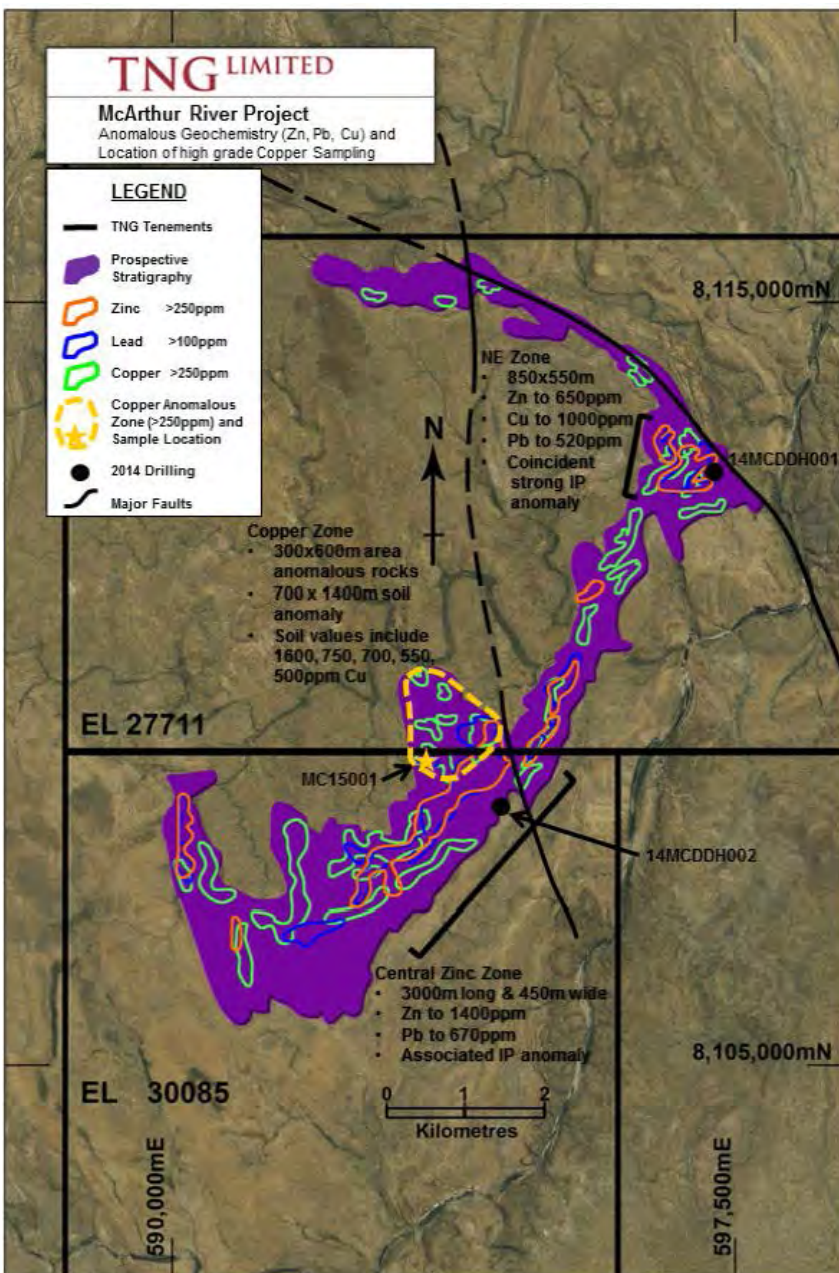 TNG LIMITED
McArthur River Project
Anomalous Geochemistry (Zn, Pb, Cu) and
Location of high grade Copper Sampling
LEGEND
TNG Tenements
Prospective
Stratigraphy
Zinc >250ppm
Lead >100ppm
Copper >250ppm
Copper Anomalous
Zone (>250ppm) and
Sample Location
2014 Drilling
Major Faults
8,115,000mN
NE Zone
• 850x550m
• Zn to 650ppm
• Cu to 1000ppm
• Pb to 520ppm
• Coincident
strong IP
anomaly
N
14MCDDH001
Copper Zone
• 300x600m area
anomalous rocks
• 700 x 1400m soil
anomaly
• Soil values include
1600, 750, 700, 550,
500ppm Cu
EL 27711
MC15001
14MCDDH002
Central Zinc Zone
• 3000m long & 450m wide
• Zn to 1400ppm
• Pb to 670ppm
• Associated IP anomaly
8,105,000mN
EL 30085
0 1 2
Kilometres
590,000mE
597,500mE